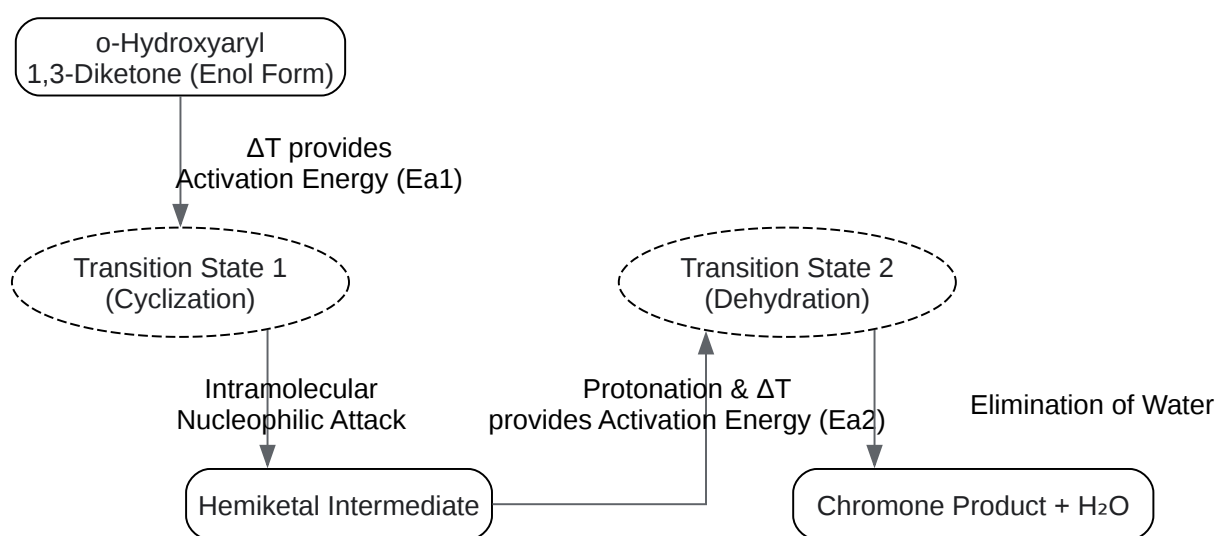 o-Hydroxyaryl
1,3-Diketone (Enol Form)
ΔT provides
Activation Energy (Ea1)
Transition State 1
(Cyclization)
Intramolecular
Nucleophilic Attack
Hemiketal Intermediate
Protonation & ΔT
provides Activation Energy (Ea2)
Transition State 2
(Dehydration)
Elimination of Water
Chromone Product + H₂O